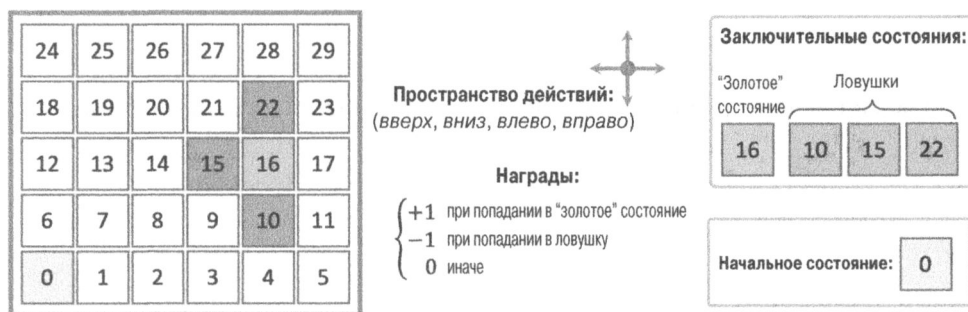 24 25 26 27 28 29
18 19 20 21 22 23
12 13 14 15 16 17
6 7 8 9 10 11
0 1 2 3 4 5
Пространство действий:
(вверх, вниз, влево, вправо)
Награды:
+1 при попадании в "золотое" состояние
−1 при попадании в ловушку
0 иначе
Заключительные состояния:
"Золотое"
состояние
Ловушки
16 10 15 22
Начальное состояние: 0